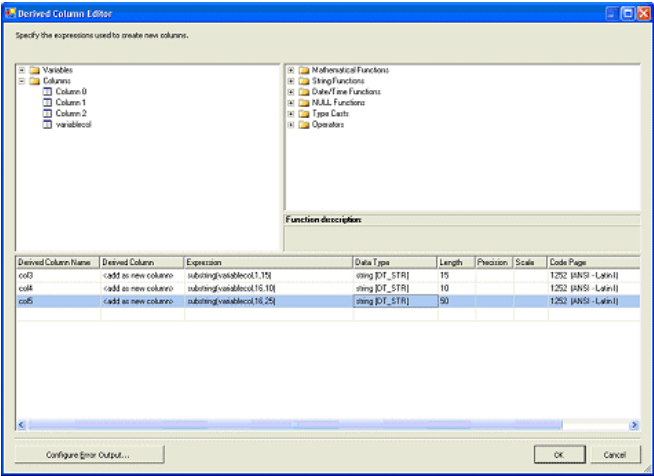 Derived Column Editor
Specify the expressions used to create new columns.
Variables
Columns
Column 0
Column 1
Column 2
variablecol
Mathematical Functions
String Functions
Date/Time Functions
NULL Functions
Type Casts
Operators
Function description:
Derived Column Name Derived Column Expression Data Type Length Precision Scale Code Page
col3 <add as new column> substring(variablecol,1,15) string [DT_STR] 15 1252 (ANSI - Latin I)
col4 <add as new column> substring(variablecol,16,10) string [DT_STR] 10 1252 (ANSI - Latin I)
col5 <add as new column> substring(variablecol,16,25) string [DT_STR] 50 1252 (ANSI - Latin I)
Configure Error Output... OK Cancel